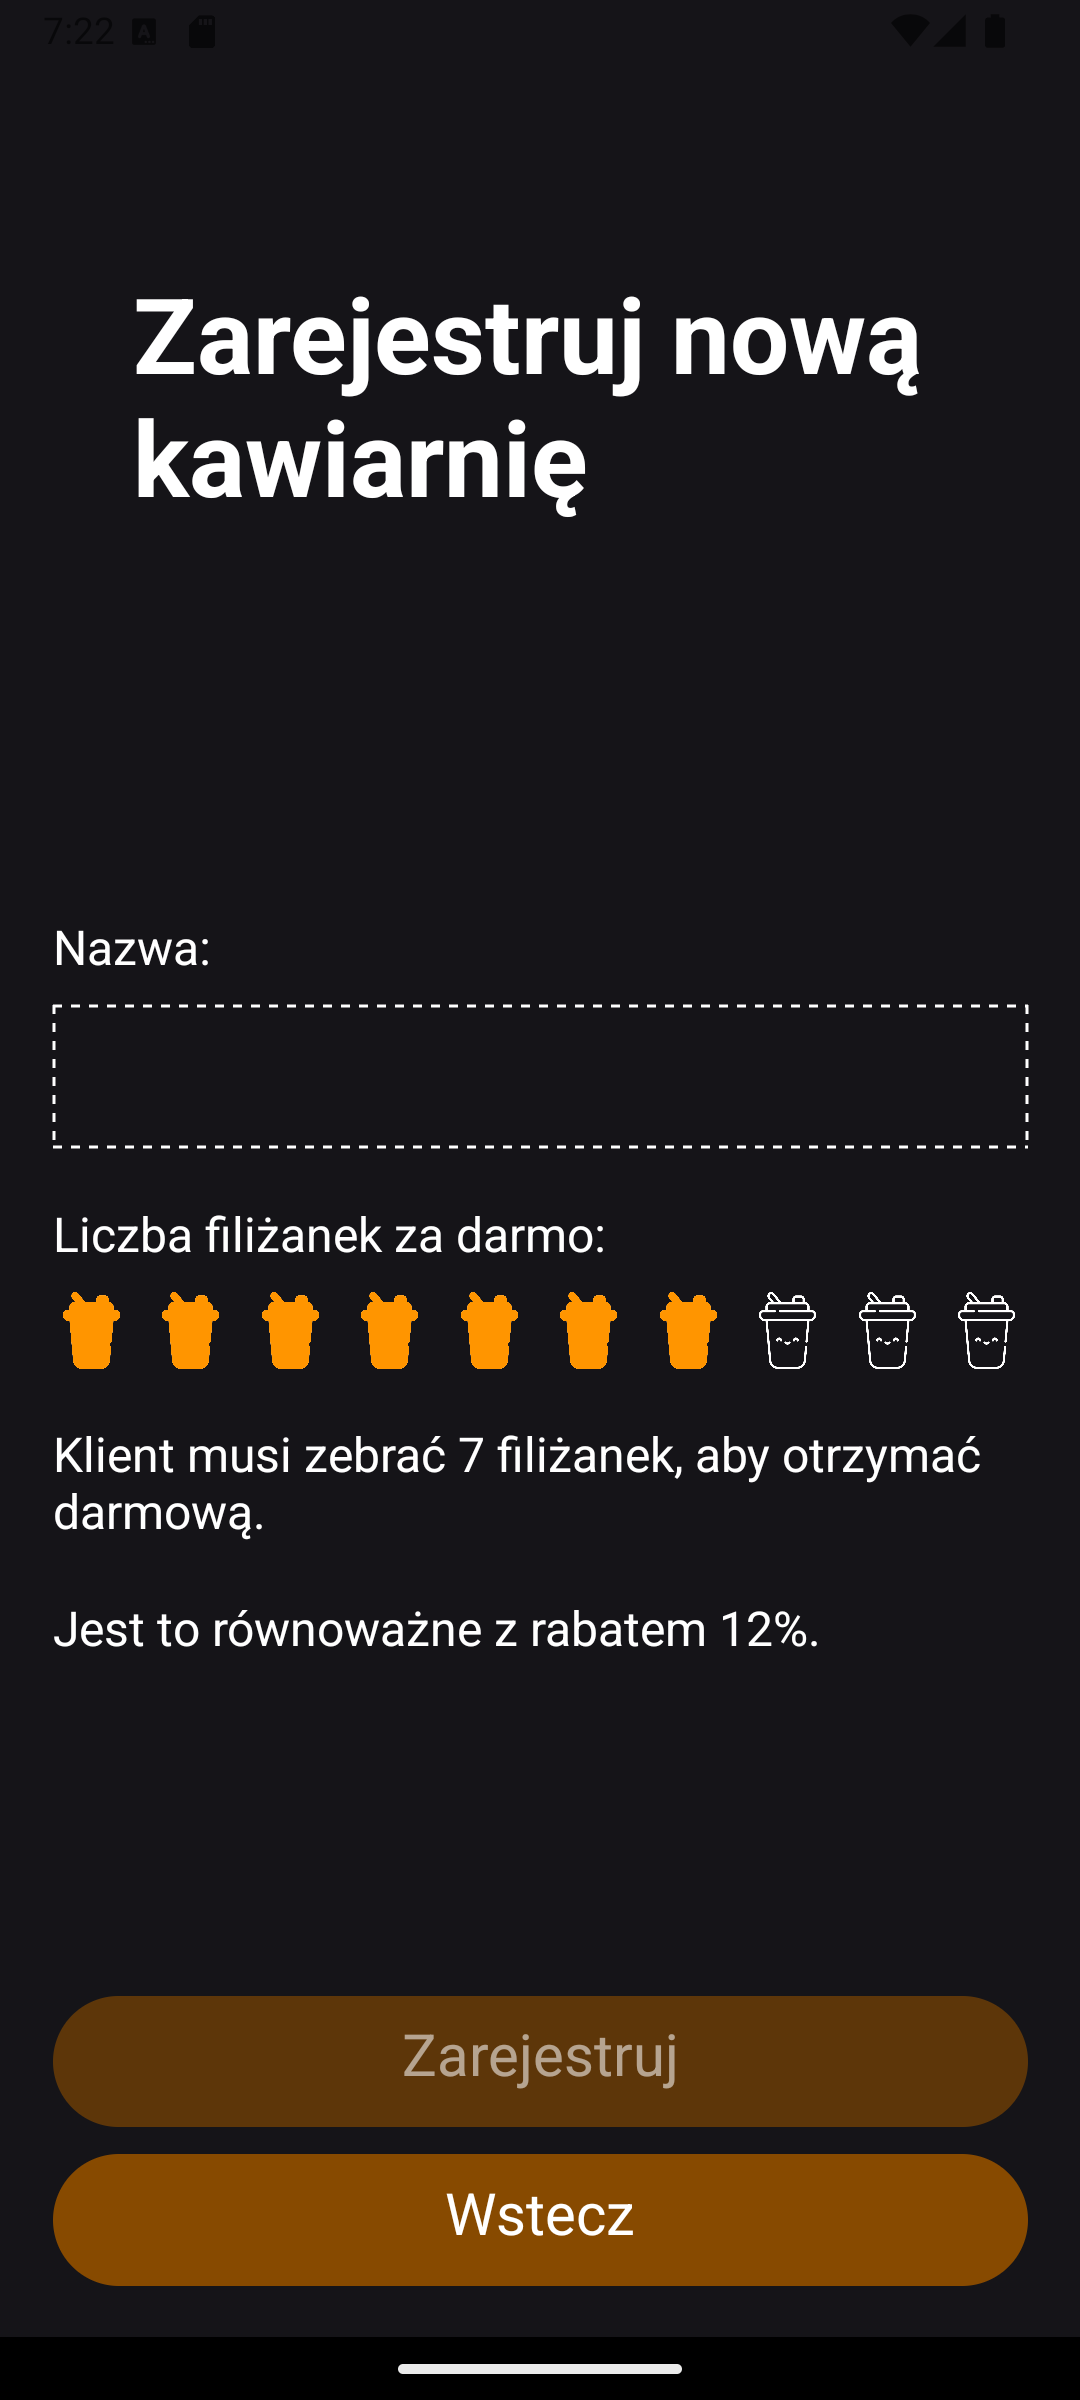 7:22
Zarejestruj nową
kawiarnię
Nazwa:
Liczba filiżanek za darmo:
Klient musi zebrać 7 filiżanek, aby otrzymać
darmową.
Jest to równoważne z rabatem 12%.
Zarejestruj
Wstecz